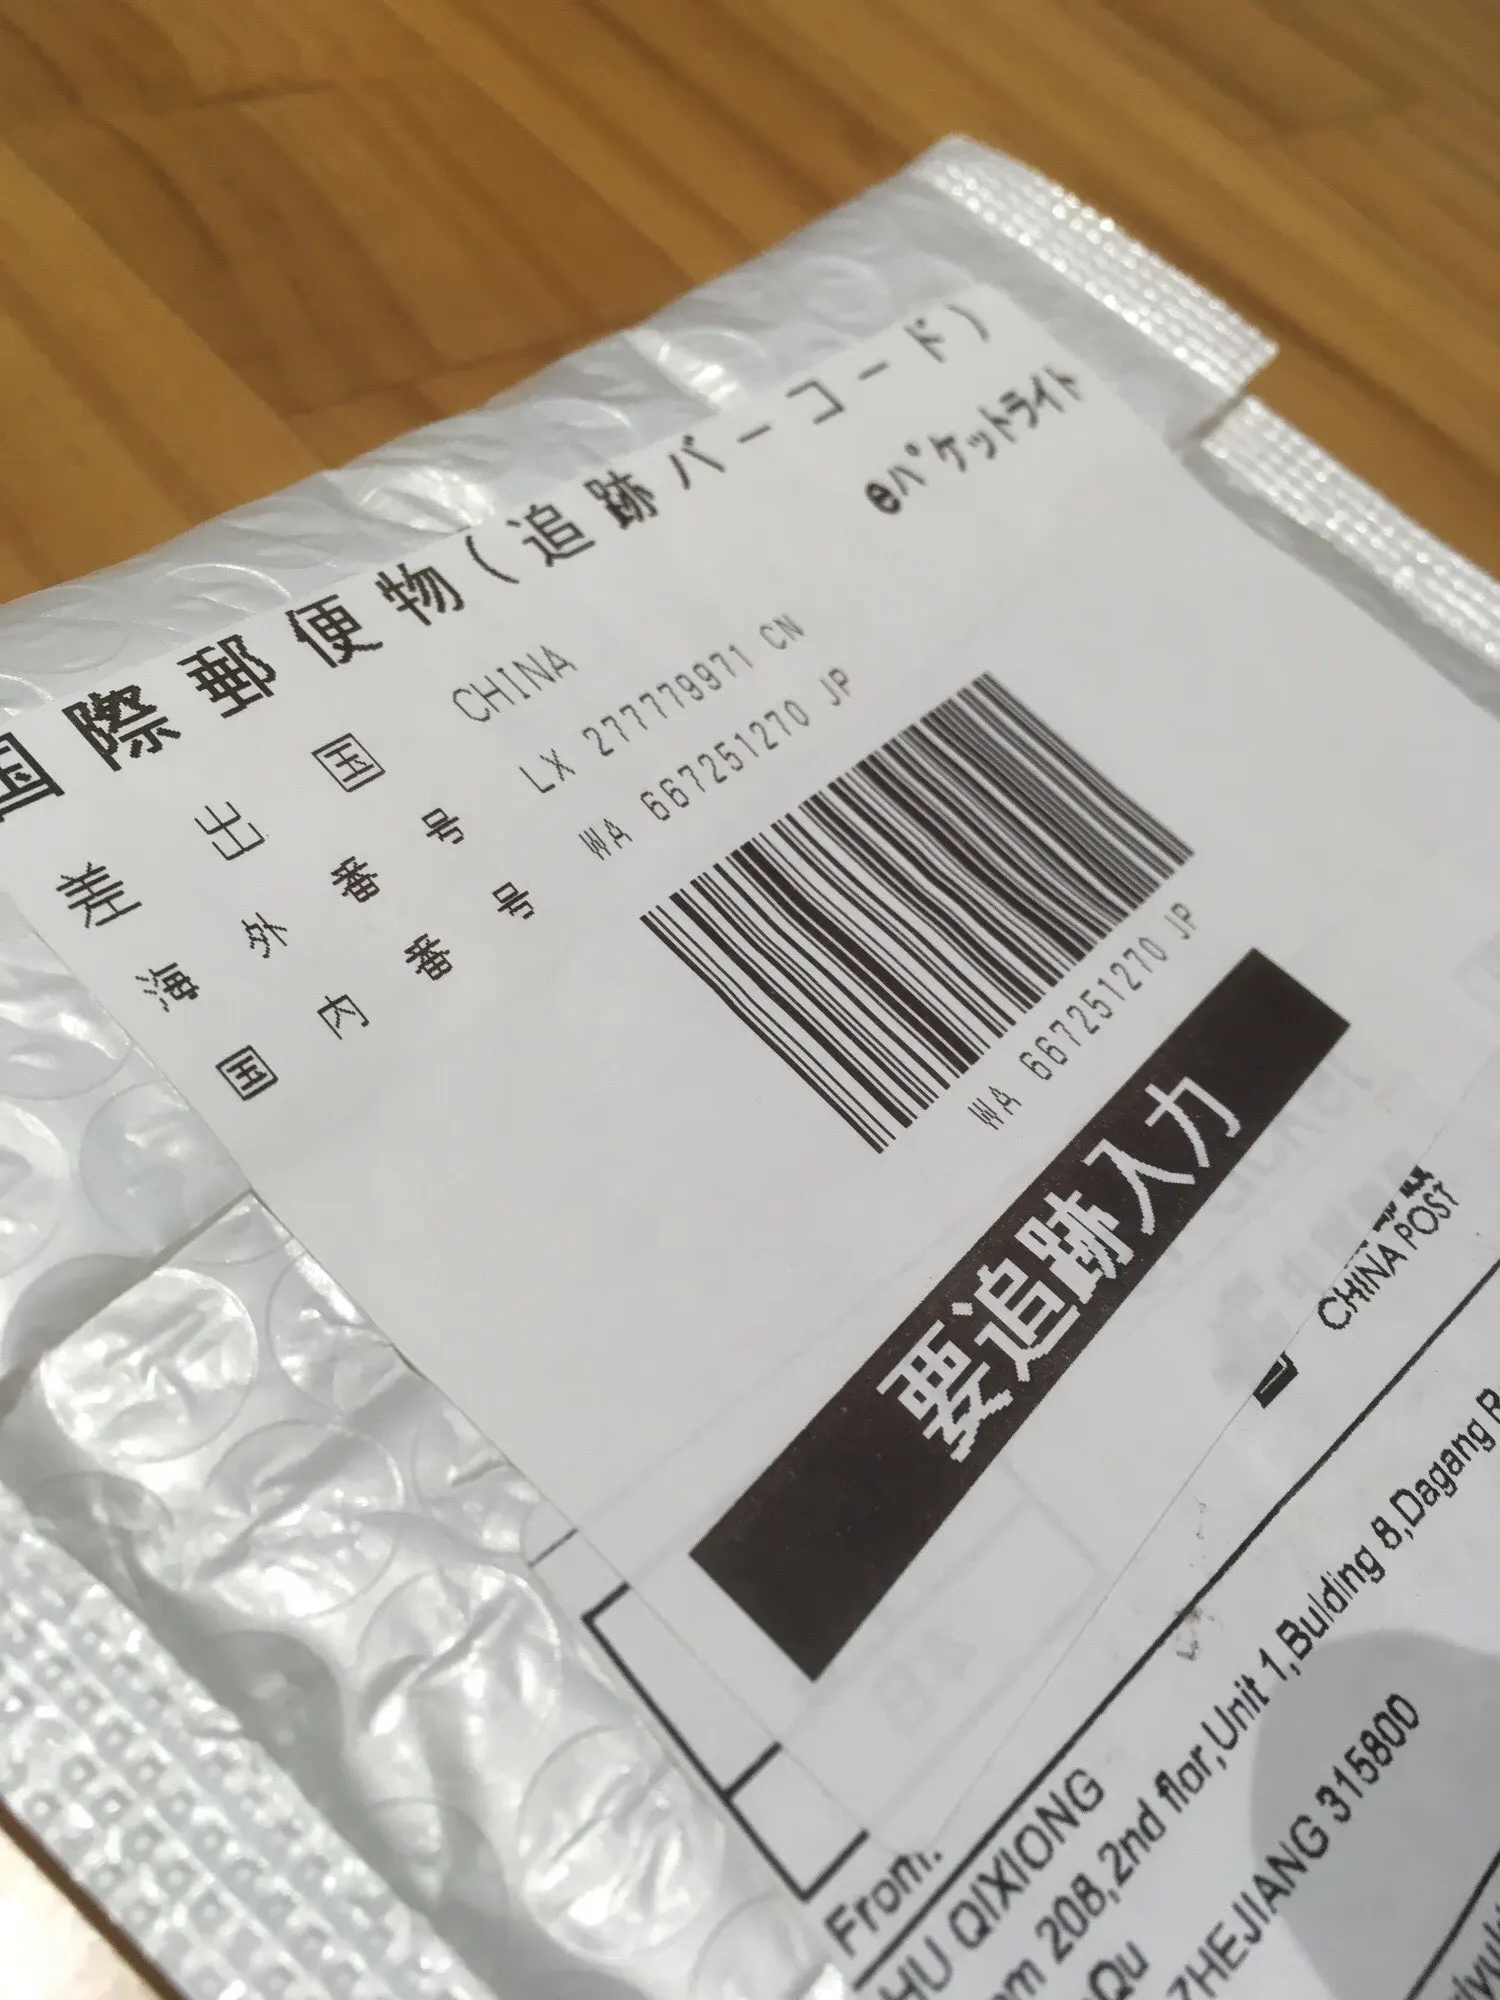 国際郵便物(追跡バーコード)
eパケットライト
差出国 CHINA
海外番号 LX 277779971 CN
国内番号 WA 667251270 JP
WA 667251270 JP
要追跡入力
CHINA POST
From:
HU QIXIONG
om 208,2nd flor,Unit 1,Bulding 8,Dagang R
Qu
ZHEJIANG 315800